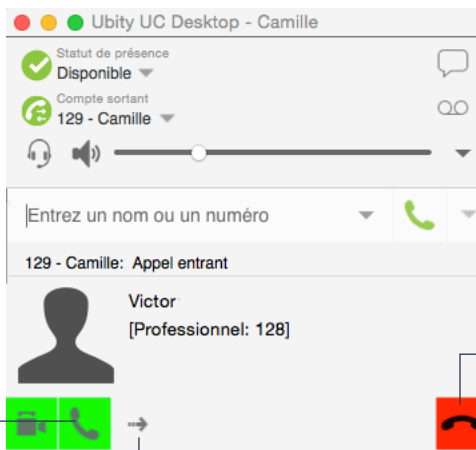 Ubity UC Desktop - Camille
Statut de présence
Disponible
Compte sortant
129 - Camille
Entrez un nom ou un numéro
129 - Camille: Appel entrant
Victor
[Professionnel: 128]